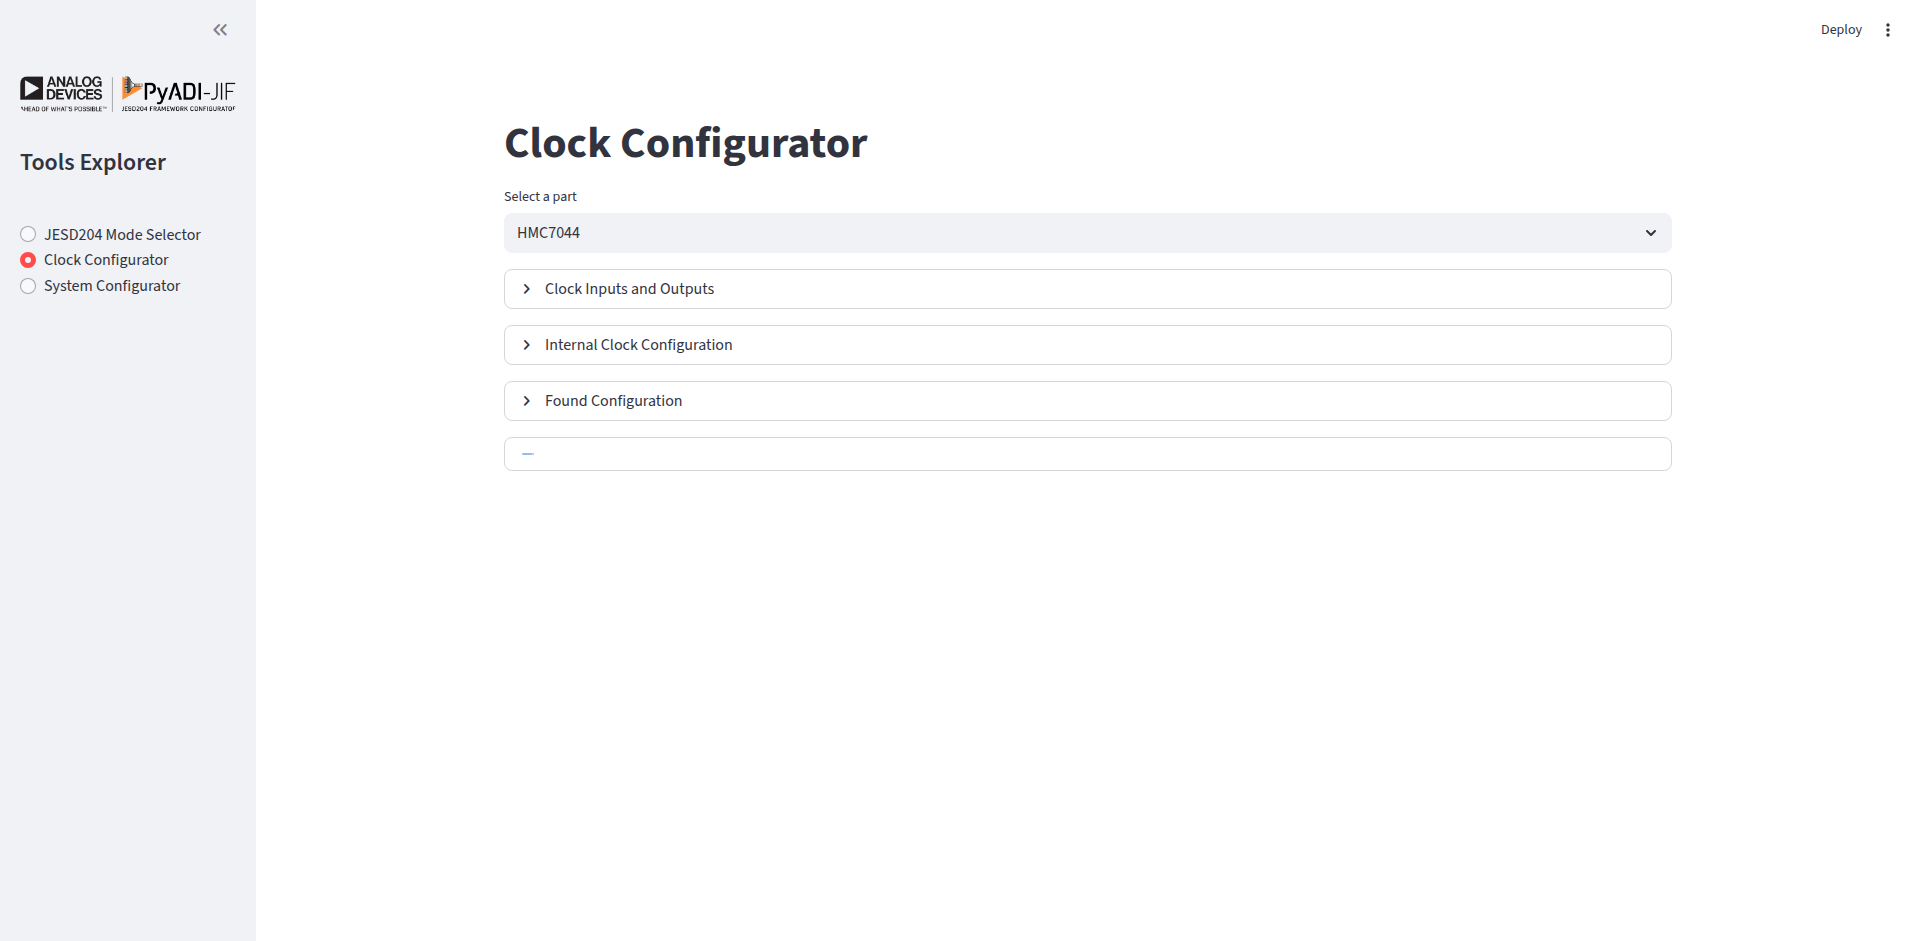 Deploy
ANALOG
DEVICES
AHEAD OF WHAT'S POSSIBLE™
PyADI-JIF
JESD204 FRAMEWORK CONFIGURATOR
Tools Explorer
JESD204 Mode Selector
Clock Configurator
System Configurator
Clock Configurator
Select a part
HMC7044
Clock Inputs and Outputs
Internal Clock Configuration
Found Configuration